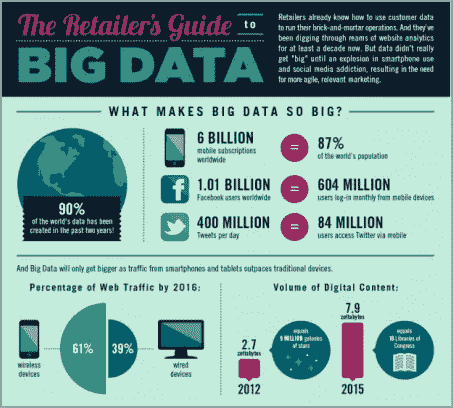 The Retailer's Guide to
BIG DATA
Retailers already know how to use customer data
to run their brick-and-mortar operations. And they've
been digging through reams of website analytics
for at least a decade now. But data didn't really
get "big" until an explosion in smartphone use
and social media addiction, resulting in the need
for more agile, relevant marketing.
WHAT MAKES BIG DATA SO BIG?
90%
of the world's data has been
created in the past two years!
6 BILLION
mobile subscriptions
worldwide
=
87%
of the world's population
f
1.01 BILLION
Facebook users worldwide
=
604 MILLION
users log-in monthly from mobile devices
400 MILLION
Tweets per day
=
84 MILLION
users access Twitter via mobile
And Big Data will only get bigger as traffic from smartphones and tablets outpaces traditional devices.
Percentage of Web Traffic by 2016:
wireless
devices
61%
39%
wired
devices
Volume of Digital Content:
2.7
zettabytes
2012
equals
of stars
7.9
zettabytes
2015
equals
Congress